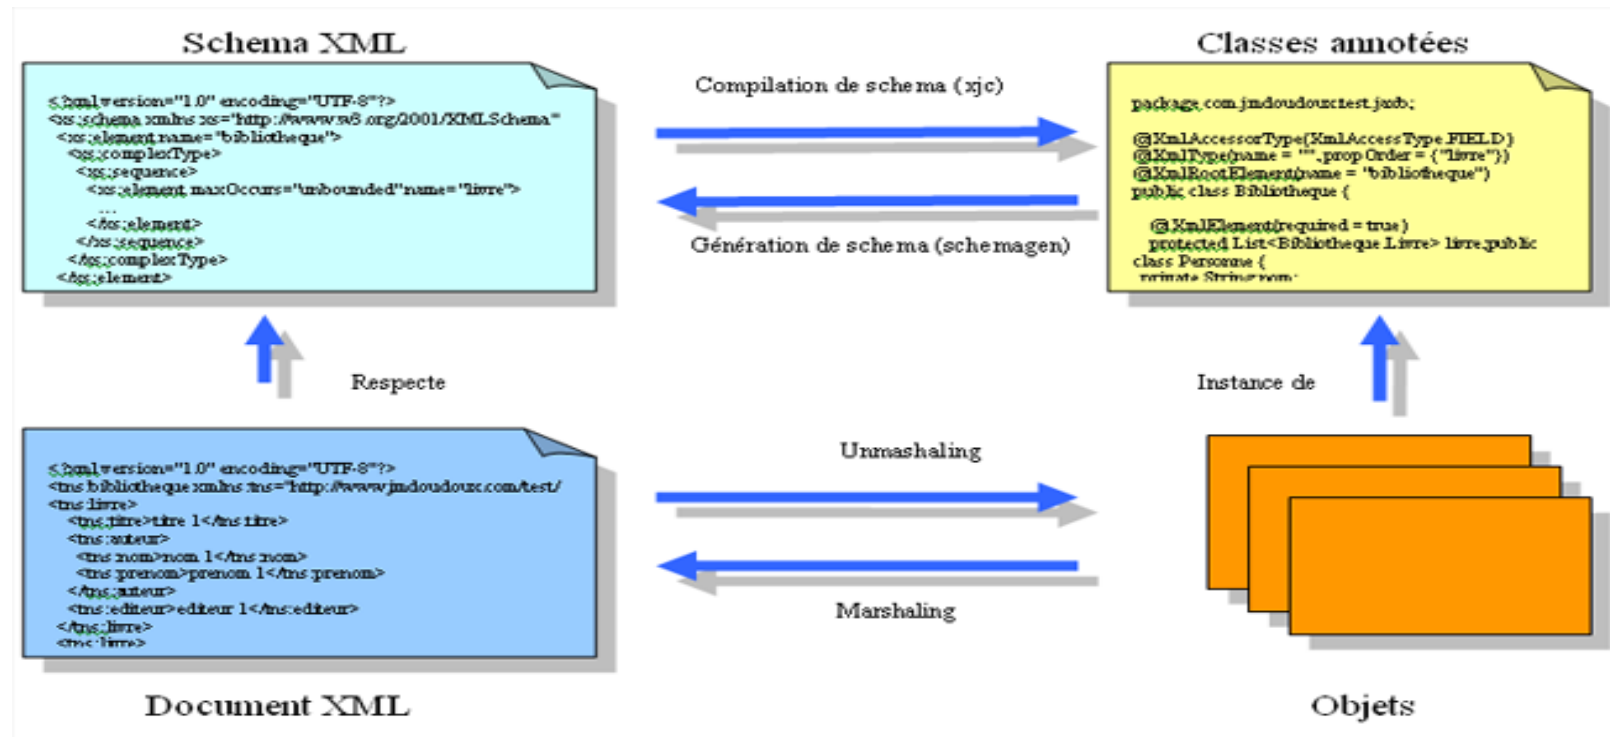 Schema XML
<?xml version="1.0" encoding="UTF-8"?>
<xs:schema xmlns:xs="http://www.w3.org/2001/XMLSchema"
<xs:element name="bibliotheque">
<xs:complexType>
<xs:sequence>
<xs:element maxOccurs="unbounded" name="livre">
...
</xs:element>
</xs:sequence>
</xs:complexType>
</xs:element>
Compilation de schema (xjc)
Génération de schema (schemagen)
Classes annotées
package com.jmdoudoux.test.jaxb;
@XmlAccessorType(XmlAccessType.FIELD)
@XmlType(name = "", propOrder = {"livre"})
@XmlRootElement(name = "bibliotheque")
public class Bibliotheque {
@XmlElement(required = true)
protected List<Bibliotheque.Livre> livre;public
class Personne {
private String nom;
Respecte
Instance de
<?xml version="1.0" encoding="UTF-8"?>
<tns:bibliotheque xmlns:tns="http://www.jmdoudoux.com/test/
<tns:livre>
<tns:titre>titre 1</tns:titre>
<tns:auteur>
<tns:nom>nom 1</tns:nom>
<tns:prenom>prenom 1</tns:prenom>
</tns:auteur>
<tns:editeur>editeur 1</tns:editeur>
</tns:livre>
<tns:livre>
Document XML
Unmashaling
Marshaling
Objets